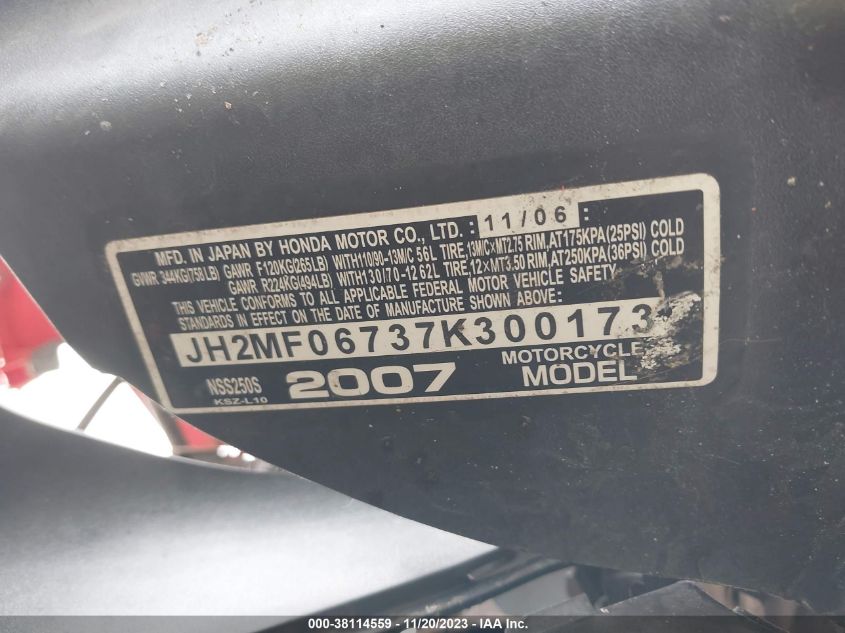 MFD. IN JAPAN BY HONDA MOTOR CO., LTD. : 11/06 :
GVWR 344KG(758LB) GAWR F120KG(265LB) WITH110/90-13M/C 56L TIRE,13M/C×MT2.75 RIM,AT175KPA(25PSI) COLD
GAWR R224KG(494LB) WITH130/70-12 62L TIRE,12×MT3.50 RIM,AT250KPA(36PSI) COLD
THIS VEHICLE CONFORMS TO ALL APPLICABLE FEDERAL MOTOR VEHICLE SAFETY
STANDARDS IN EFFECT ON THE DATE OF MANUFACTURE SHOWN ABOVE:
JH2MF06737K300173
NSS250S 2007 MOTORCYCLE
KSZ-L10 MODEL
000-38114559 - 11/20/2023 - IAA Inc.